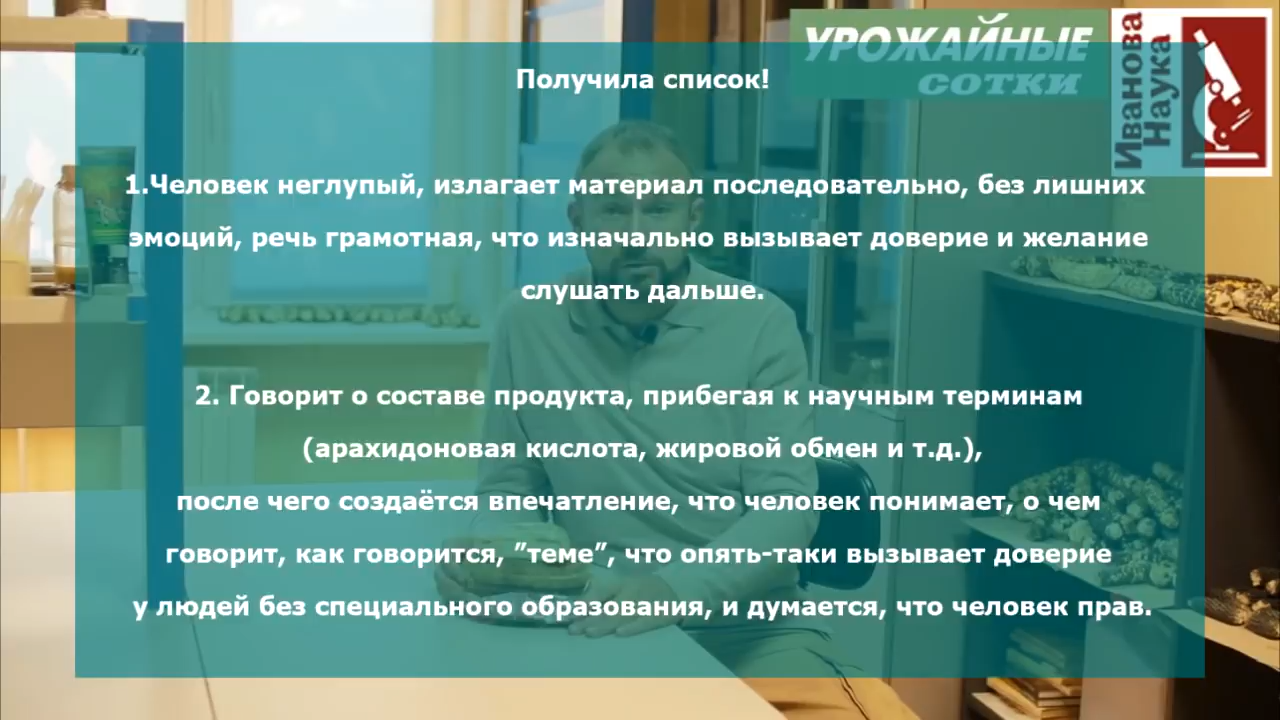 УРОЖАЙНЫЕ
сотки
Иванова
Наука
Получила список!
1.Человек неглупый, излагает материал последовательно, без лишних
эмоций, речь грамотная, что изначально вызывает доверие и желание
слушать дальше.
2. Говорит о составе продукта, прибегая к научным терминам
(арахидоновая кислота, жировой обмен и т.д.),
после чего создаётся впечатление, что человек понимает, о чем
говорит, как говорится, ”теме”, что опять-таки вызывает доверие
у людей без специального образования, и думается, что человек прав.